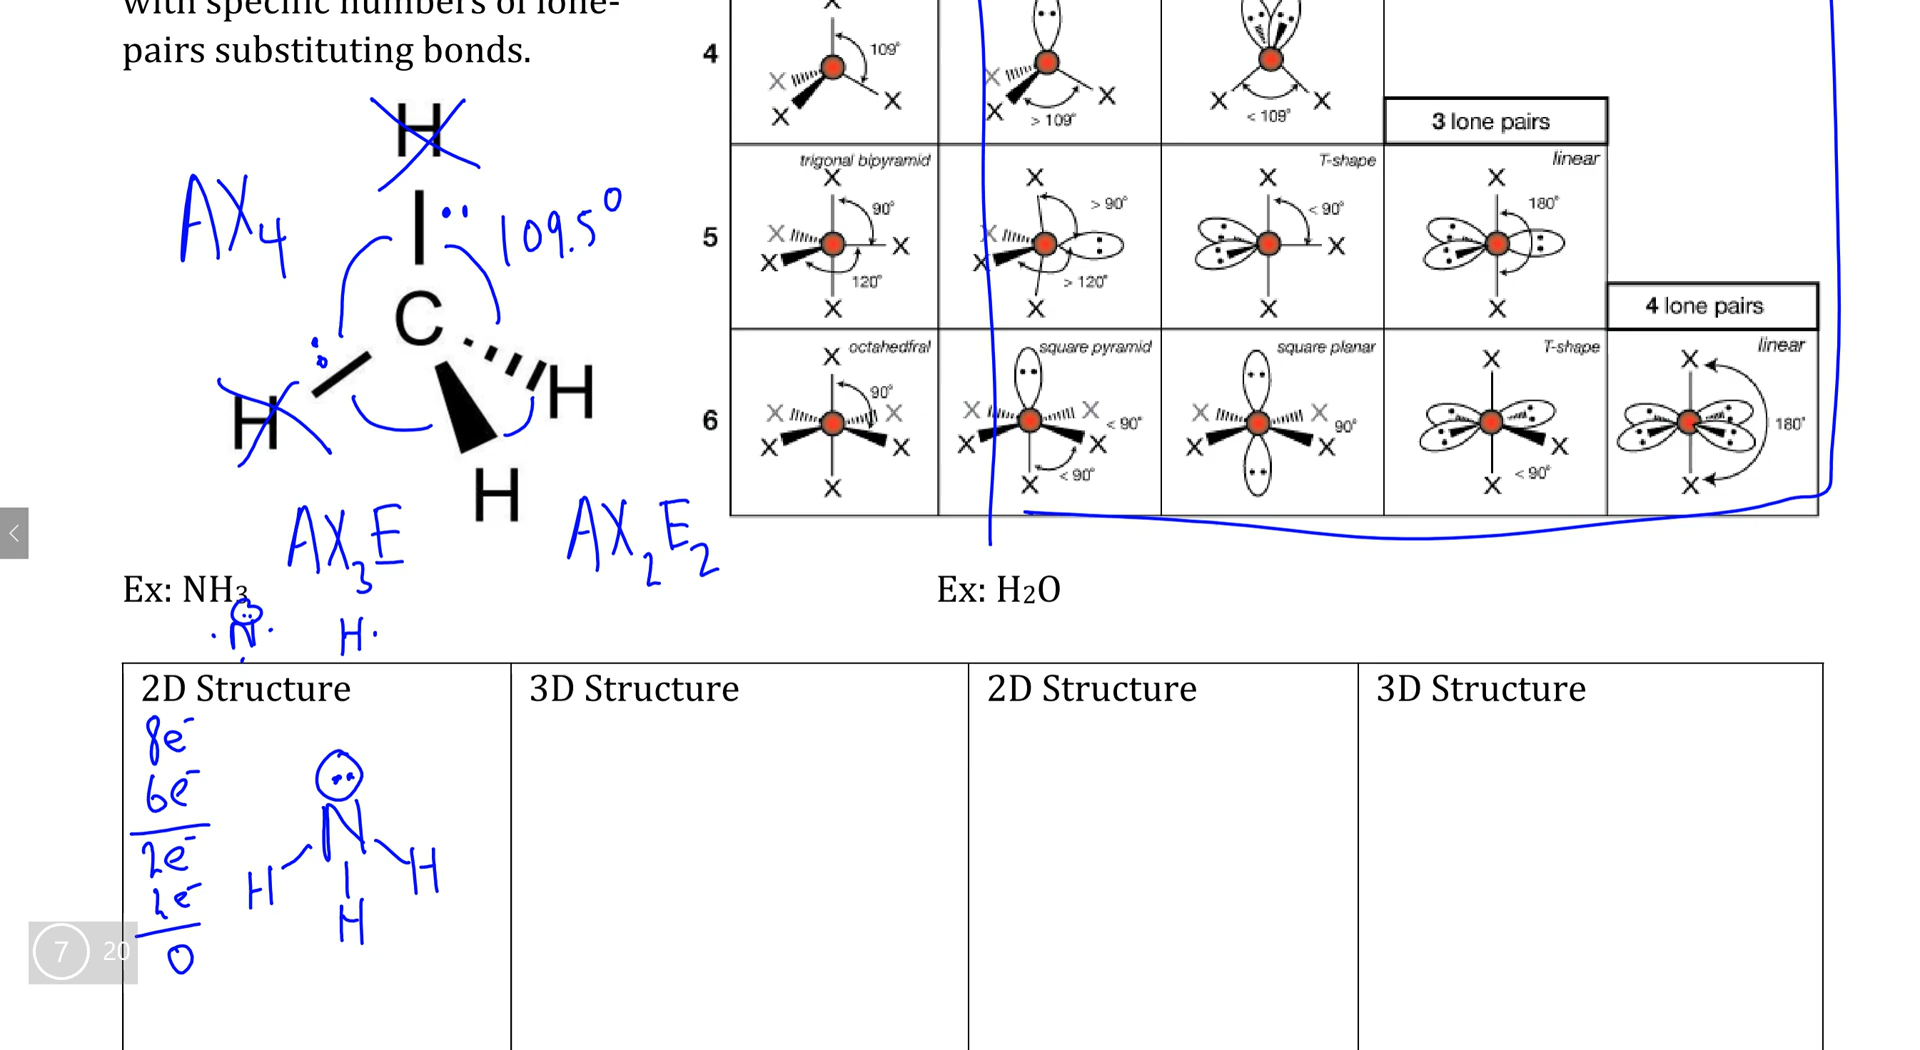 with specific numbers of lone-
pairs substituting bonds.
H
AX4
109.5°
C
H
H
H
AX3E
AX2E2
4
109°
X
X
X
X
X
X
> 109°
X
X
< 109°
3 lone pairs
5
trigonal bipyramid
X
90°
X
X
X
120°
X
X
> 90°
X
X
> 120°
X
T-shape
X
< 90°
X
X
linear
X
180°
X
4 lone pairs
6
octahedfral
X
90°
X
X
X
X
X
square pyramid
X
X
< 90°
X
X
< 90°
X
square planar
X
X
90°
X
X
T-shape
X
X
< 90°
X
linear
X
180°
X
Ex: NH3
Ex: H2O
N
H
2D Structure
3D Structure
2D Structure
3D Structure
8e-
6e-
2e-
2e-
0
N
H
H
H
7
20